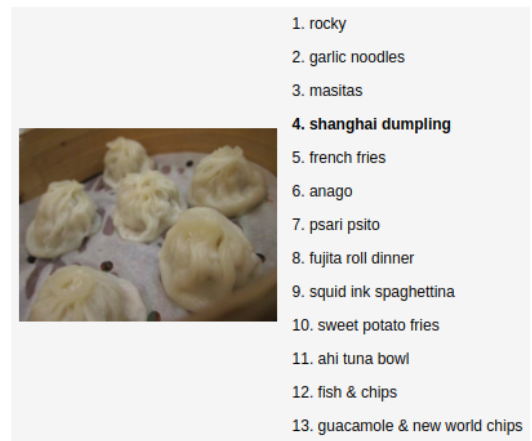 1. rocky
2. garlic noodles
3. masitas
4. shanghai dumpling
5. french fries
6. anago
7. psari psito
8. fujita roll dinner
9. squid ink spaghettina
10. sweet potato fries
11. ahi tuna bowl
12. fish & chips
13. guacamole & new world chips